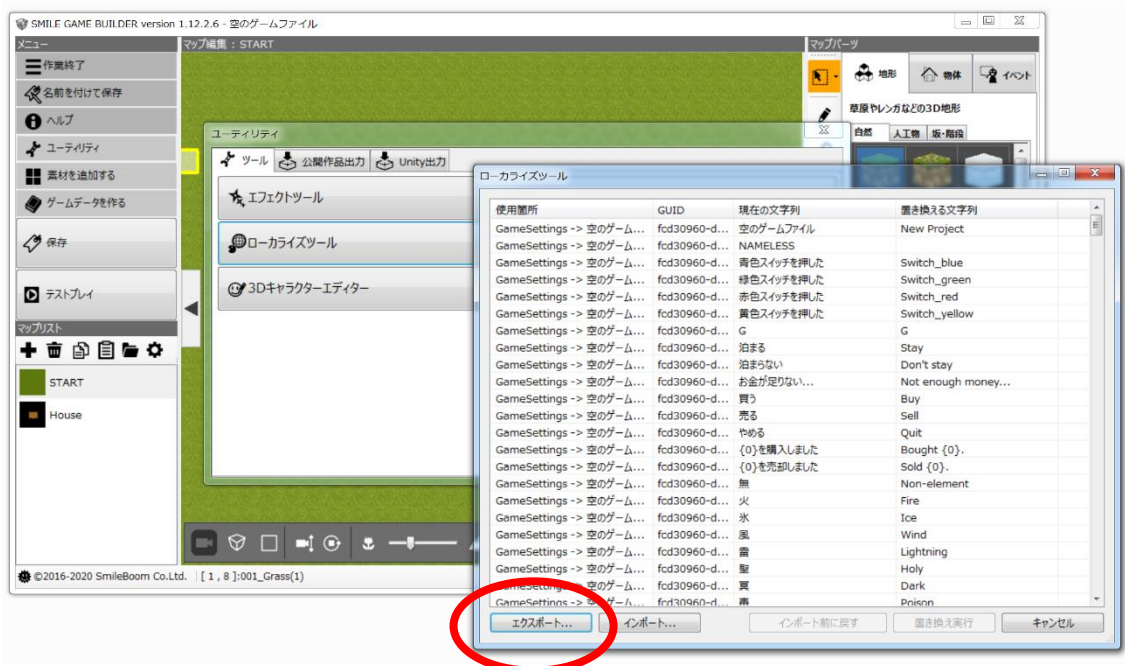 SMILE GAME BUILDER version 1.12.2.6 - 空のゲームファイル
メニュー
作業終了
名前を付けて保存
ヘルプ
ユーティリティ
素材を追加する
ゲームデータを作る
保存
テストプレイ
マップリスト
START
House
©2016-2020 SmileBoom Co.Ltd.
[ 1 , 8 ]:001_Grass(1)
マップ編集 : START
マップパーツ
地形
物体
イベント
草原やレンガなどの3D地形
自然 人工物 坂・階段
ユーティリティ
ツール 公開作品出力 Unity出力
エフェクトツール
ローカライズツール
3Dキャラクターエディター
ローカライズツール
使用箇所 GUID 現在の文字列 置き換える文字列
GameSettings -> 空のゲーム... fcd30960-d... 空のゲームファイル New Project
GameSettings -> 空のゲーム... fcd30960-d... NAMELESS
GameSettings -> 空のゲーム... fcd30960-d... 青色スイッチを押した Switch_blue
GameSettings -> 空のゲーム... fcd30960-d... 緑色スイッチを押した Switch_green
GameSettings -> 空のゲーム... fcd30960-d... 赤色スイッチを押した Switch_red
GameSettings -> 空のゲーム... fcd30960-d... 黄色スイッチを押した Switch_yellow
GameSettings -> 空のゲーム... fcd30960-d... G G
GameSettings -> 空のゲーム... fcd30960-d... 泊まる Stay
GameSettings -> 空のゲーム... fcd30960-d... 泊まらない Don't stay
GameSettings -> 空のゲーム... fcd30960-d... お金が足りない... Not enough money...
GameSettings -> 空のゲーム... fcd30960-d... 買う Buy
GameSettings -> 空のゲーム... fcd30960-d... 売る Sell
GameSettings -> 空のゲーム... fcd30960-d... やめる Quit
GameSettings -> 空のゲーム... fcd30960-d... {0}を購入しました Bought {0}.
GameSettings -> 空のゲーム... fcd30960-d... {0}を売却しました Sold {0}.
GameSettings -> 空のゲーム... fcd30960-d... 無 Non-element
GameSettings -> 空のゲーム... fcd30960-d... 火 Fire
GameSettings -> 空のゲーム... fcd30960-d... 氷 Ice
GameSettings -> 空のゲーム... fcd30960-d... 風 Wind
GameSettings -> 空のゲーム... fcd30960-d... 雷 Lightning
GameSettings -> 空のゲーム... fcd30960-d... 聖 Holy
GameSettings -> 空のゲーム... fcd30960-d... 冥 Dark
GameSettings -> 空のゲーム... fcd30960-d... 毒 Poison
エクスポート... インポート... インポート前に戻す 置き換え実行 キャンセル